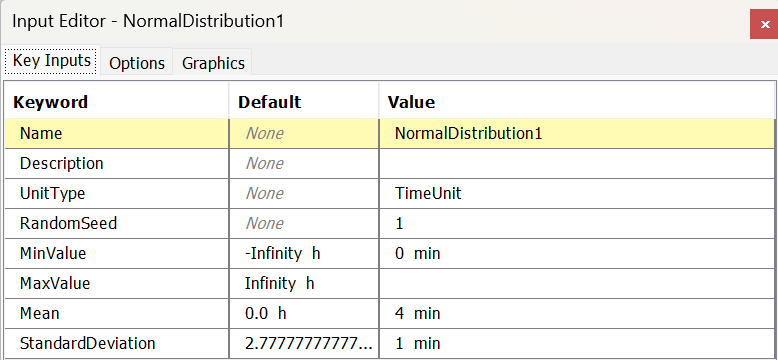 Input Editor - NormalDistribution1
Key Inputs Options Graphics
Keyword Default Value
Name None NormalDistribution1
Description None
UnitType None TimeUnit
RandomSeed None 1
MinValue -Infinity h 0 min
MaxValue Infinity h
Mean 0.0 h 4 min
StandardDeviation 2.77777777777... 1 min